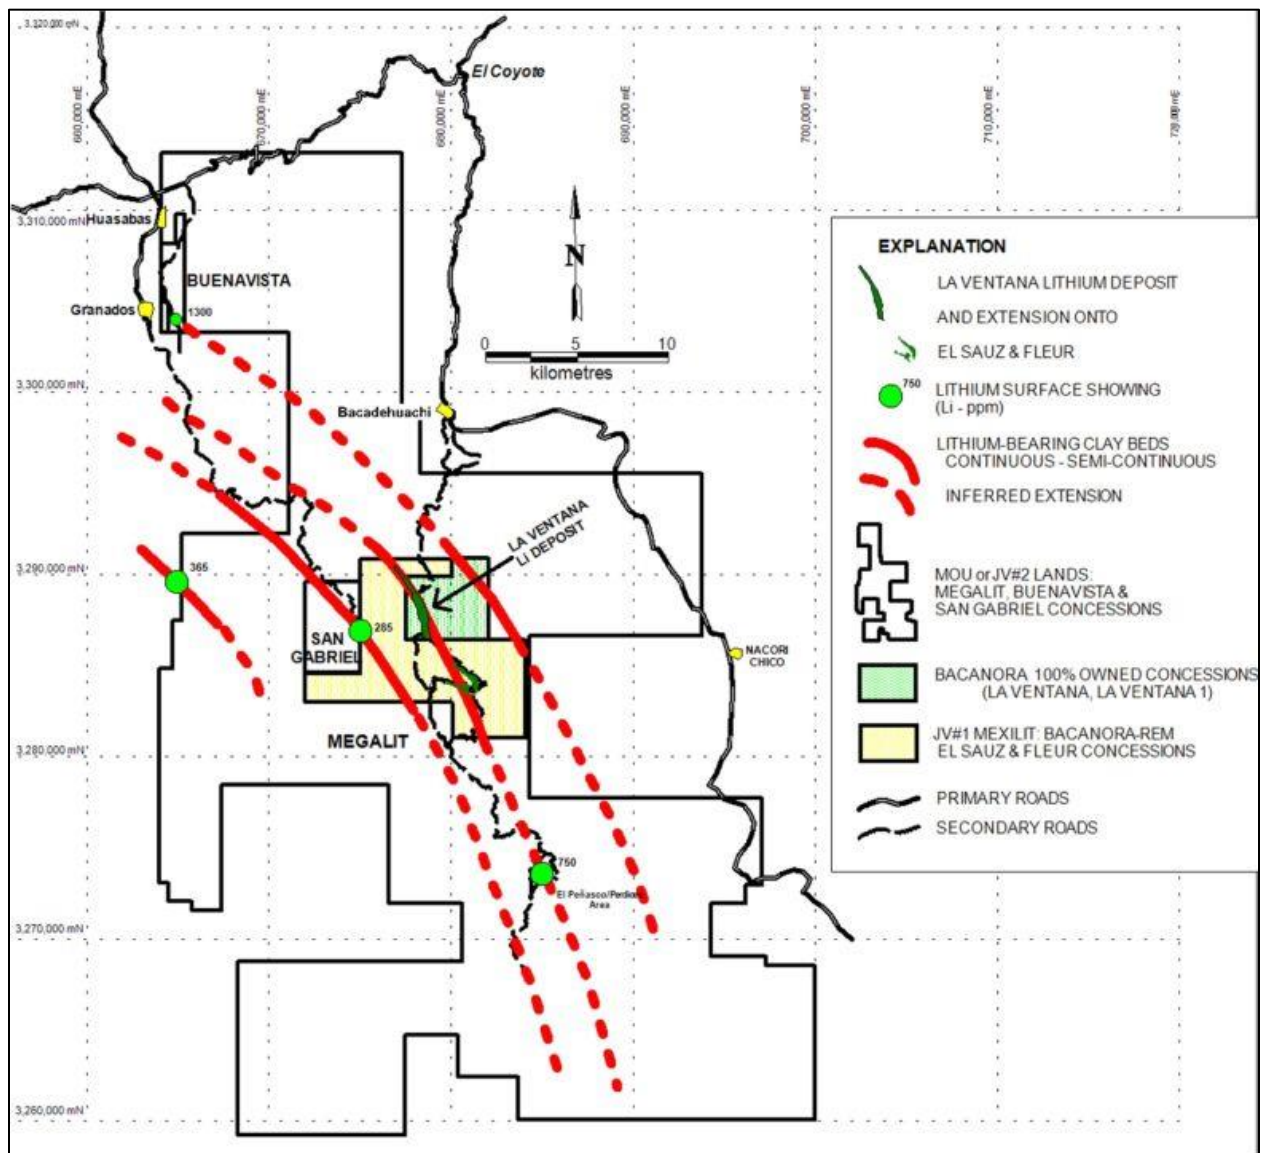 3,320,000 mN
El Coyote
660,000 mE
670,000 mE
680,000 mE
690,000 mE
700,000 mE
710,000 mE
720,000 mE
3,310,000 mN
Huasabas
BUENAVISTA
Granados
1300
N
0 5 10
kilometres
3,300,000 mN
Bacadehuachi
LA VENTANA
LI DEPOSIT
3,290,000 mN
365
285
SAN
GABRIEL
NACORI
CHICO
MEGALIT
3,280,000 mN
750
El Peñasco/
Area
3,270,000 mN
3,260,000 mN
EXPLANATION
LA VENTANA LITHIUM DEPOSIT
AND EXTENSION ONTO
EL SAUZ & FLEUR
750
LITHIUM SURFACE SHOWING
(Li - ppm)
LITHIUM-BEARING CLAY BEDS
CONTINUOUS - SEMI-CONTINUOUS
INFERRED EXTENSION
MOU or JV#2 LANDS:
MEGALIT, BUENAVISTA &
SAN GABRIEL CONCESSIONS
BACANORA 100% OWNED CONCESSIONS
(LA VENTANA, LA VENTANA 1)
JV#1 MEXILIT: BACANORA-REM
EL SAUZ & FLEUR CONCESSIONS
PRIMARY ROADS
SECONDARY ROADS